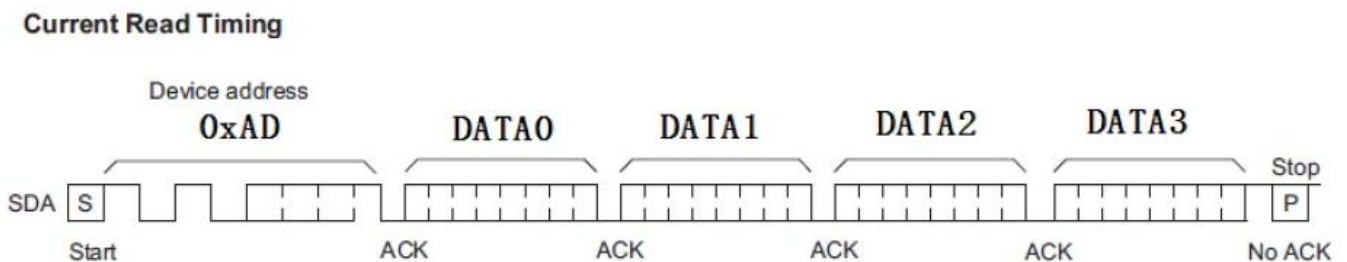 Current Read Timing
Device address
0xAD DATA0 DATA1 DATA2 DATA3
Stop
SDA S P
Start ACK ACK ACK ACK No ACK